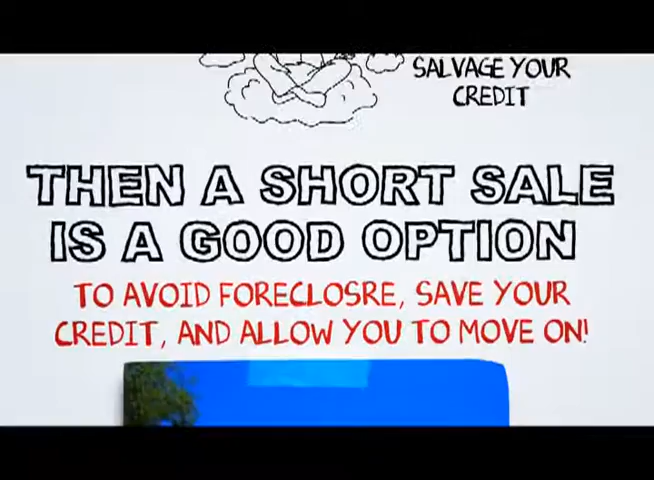 SALVAGE YOUR
CREDIT
THEN A SHORT SALE
IS A GOOD OPTION
TO AVOID FORECLOSRE, SAVE YOUR
CREDIT, AND ALLOW YOU TO MOVE ON!